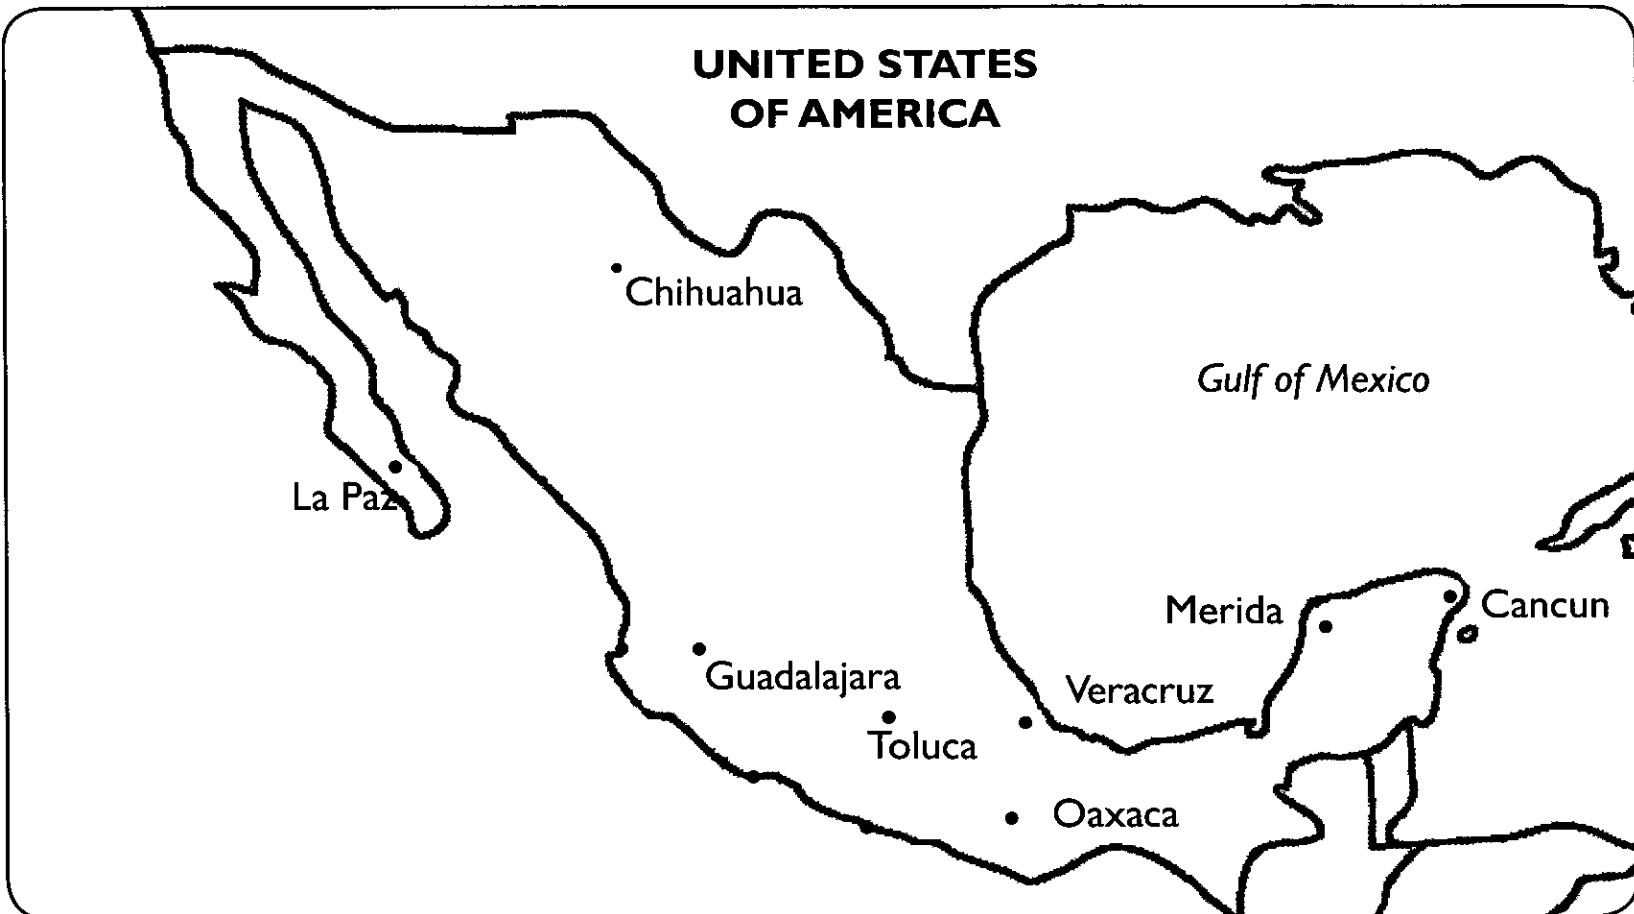 UNITED STATES
OF AMERICA
Chihuahua
Gulf of Mexico
La Paz
Merida
Cancun
Guadalajara
Veracruz
Toluca
Oaxaca